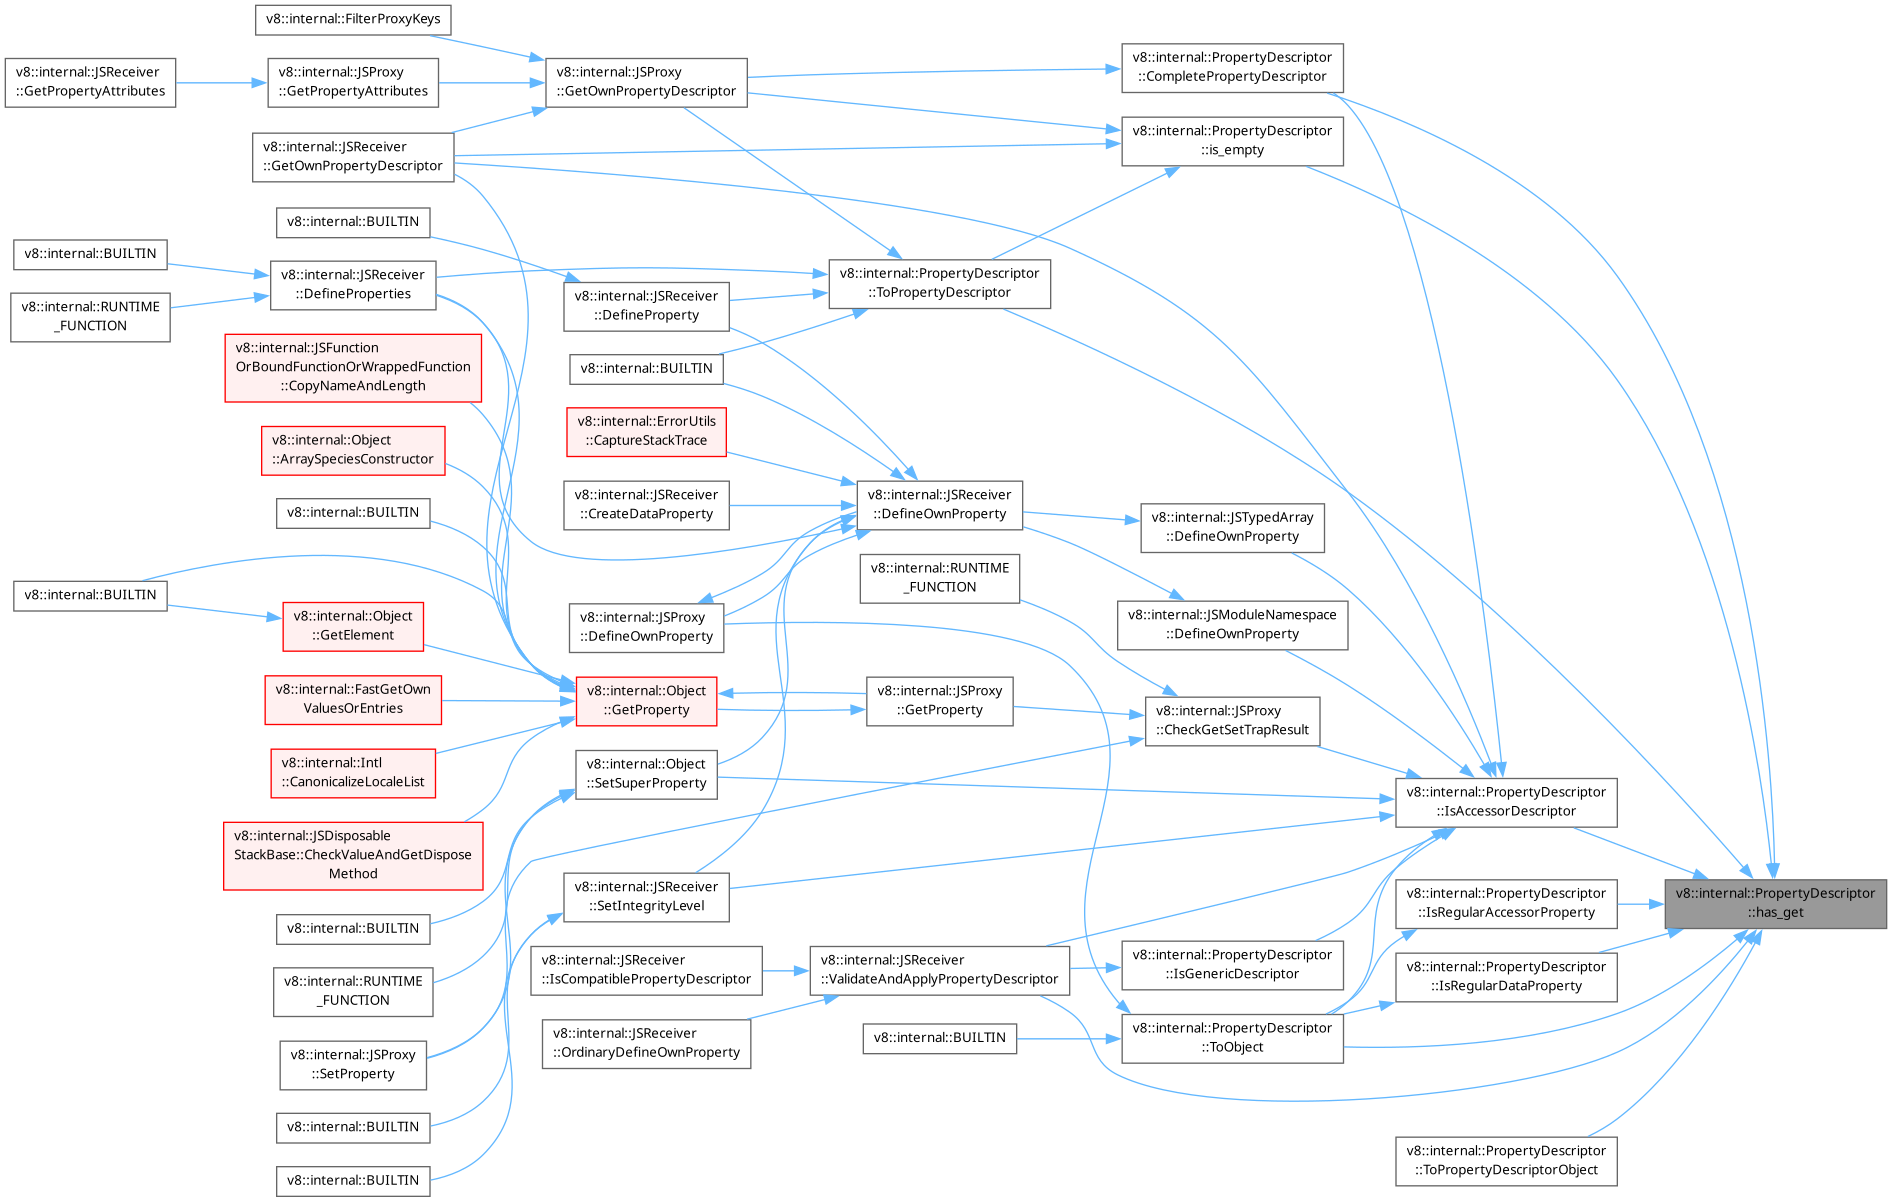 v8::internal::FilterProxyKeys
v8::internal::JSReceiver
::GetPropertyAttributes
v8::internal::JSProxy
::GetPropertyAttributes
v8::internal::JSProxy
::GetOwnPropertyDescriptor
v8::internal::PropertyDescriptor
::CompletePropertyDescriptor
v8::internal::JSReceiver
::GetOwnPropertyDescriptor
v8::internal::PropertyDescriptor
::is_empty
v8::internal::BUILTIN
v8::internal::BUILTIN
v8::internal::JSReceiver
::DefineProperties
v8::internal::RUNTIME
_FUNCTION
v8::internal::JSReceiver
::DefineProperty
v8::internal::PropertyDescriptor
::ToPropertyDescriptor
v8::internal::JSFunction
OrBoundFunctionOrWrappedFunction
::CopyNameAndLength
v8::internal::BUILTIN
v8::internal::Object
::ArraySpeciesConstructor
v8::internal::ErrorUtils
::CaptureStackTrace
v8::internal::BUILTIN
v8::internal::JSReceiver
::CreateDataProperty
v8::internal::JSReceiver
::DefineOwnProperty
v8::internal::JSTypedArray
::DefineOwnProperty
v8::internal::BUILTIN
v8::internal::RUNTIME
_FUNCTION
v8::internal::Object
::GetElement
v8::internal::JSProxy
::DefineOwnProperty
v8::internal::JSModuleNamespace
::DefineOwnProperty
v8::internal::FastGetOwn
ValuesOrEntries
v8::internal::Object
::GetProperty
v8::internal::JSProxy
::GetProperty
v8::internal::JSProxy
::CheckGetSetTrapResult
v8::internal::Intl
::CanonicalizeLocaleList
v8::internal::Object
::SetSuperProperty
v8::internal::PropertyDescriptor
::IsAccessorDescriptor
v8::internal::JSDisposable
StackBase::CheckValueAndGetDispose
Method
v8::internal::JSReceiver
::SetIntegrityLevel
v8::internal::PropertyDescriptor
::IsRegularAccessorProperty
v8::internal::PropertyDescriptor
::has_get
v8::internal::BUILTIN
v8::internal::RUNTIME
_FUNCTION
v8::internal::JSReceiver
::IsCompatiblePropertyDescriptor
v8::internal::JSReceiver
::ValidateAndApplyPropertyDescriptor
v8::internal::PropertyDescriptor
::IsGenericDescriptor
v8::internal::PropertyDescriptor
::IsRegularDataProperty
v8::internal::JSProxy
::SetProperty
v8::internal::JSReceiver
::OrdinaryDefineOwnProperty
v8::internal::BUILTIN
v8::internal::PropertyDescriptor
::ToObject
v8::internal::BUILTIN
v8::internal::BUILTIN
v8::internal::PropertyDescriptor
::ToPropertyDescriptorObject